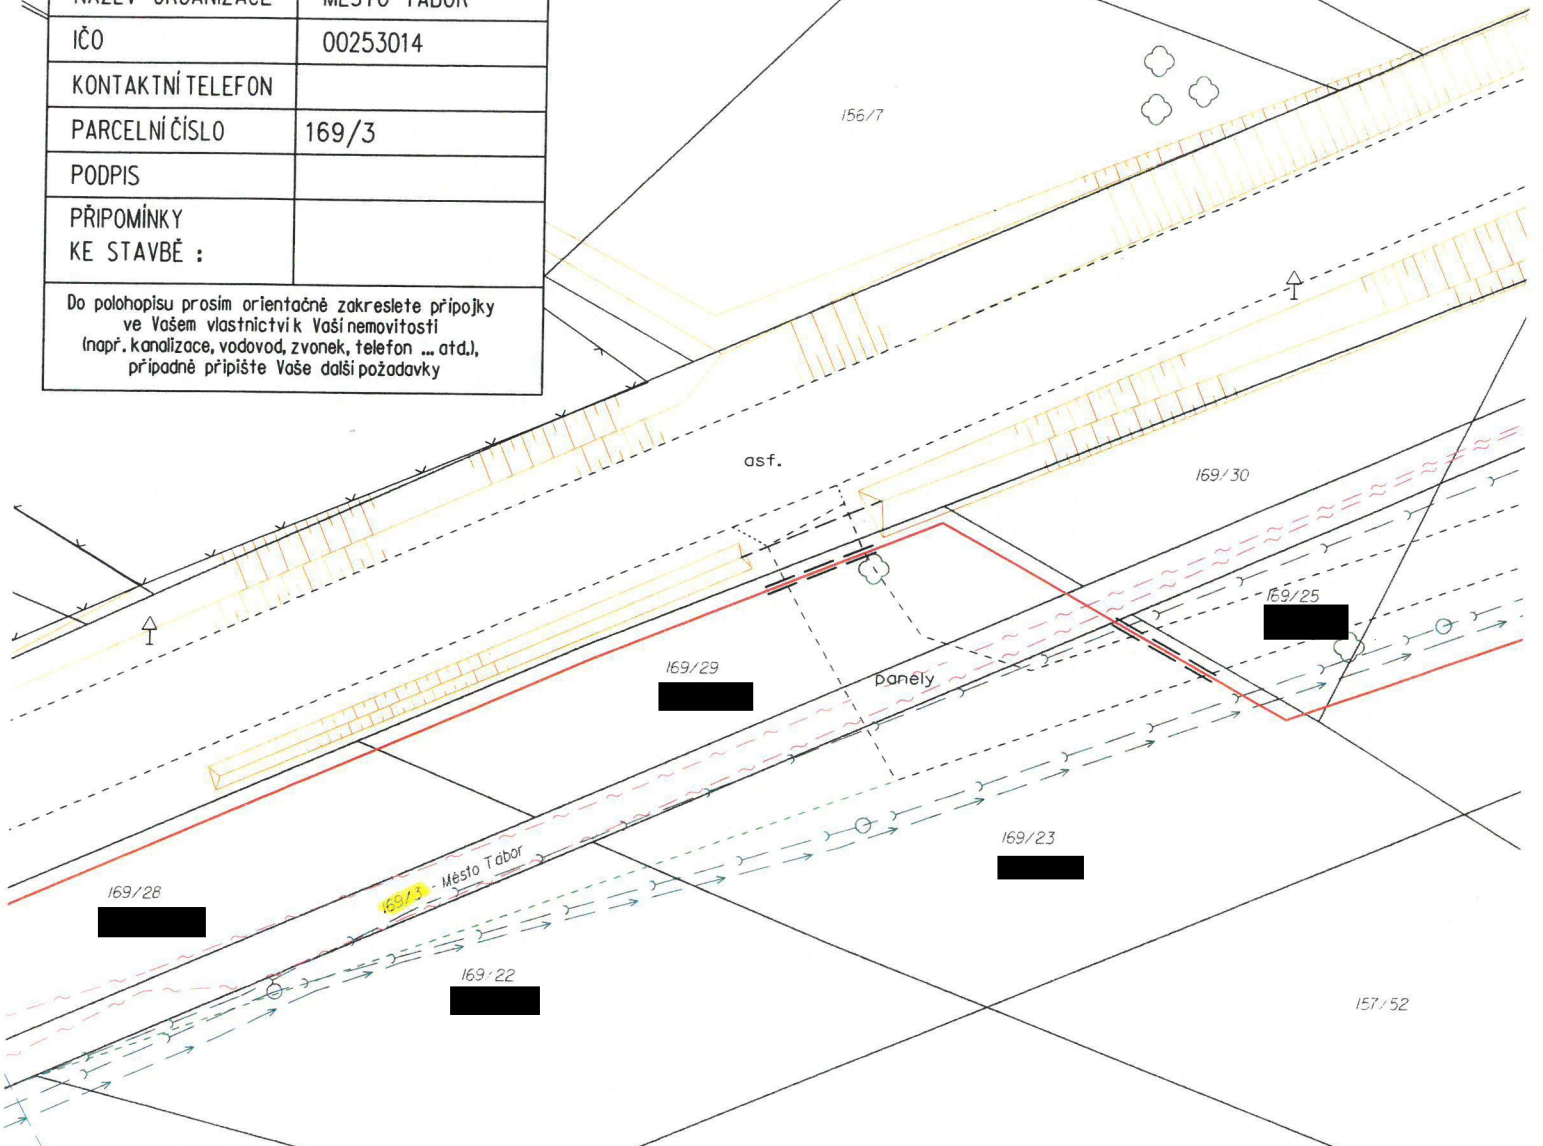 NÁZEV ORGANIZACE MĚSTO TÁBOR
IČO 00253014
KONTAKTNÍ TELEFON
PARCELNÍ ČÍSLO 169/3
PODPIS
PŘIPOMÍNKY
KE STAVBĚ :
Do polohopisu prosím orientačně zakreslete přípojky
ve Vašem vlastnictví k Vaší nemovitosti
(např. kanalizace, vodovod, zvonek, telefon ... atd.),
případně připište Vaše další požadavky
156/7
asf.
169/30
169/25
169/29
panely
169/23
169/3 - Město Tábor
169/28
169/22
157/52